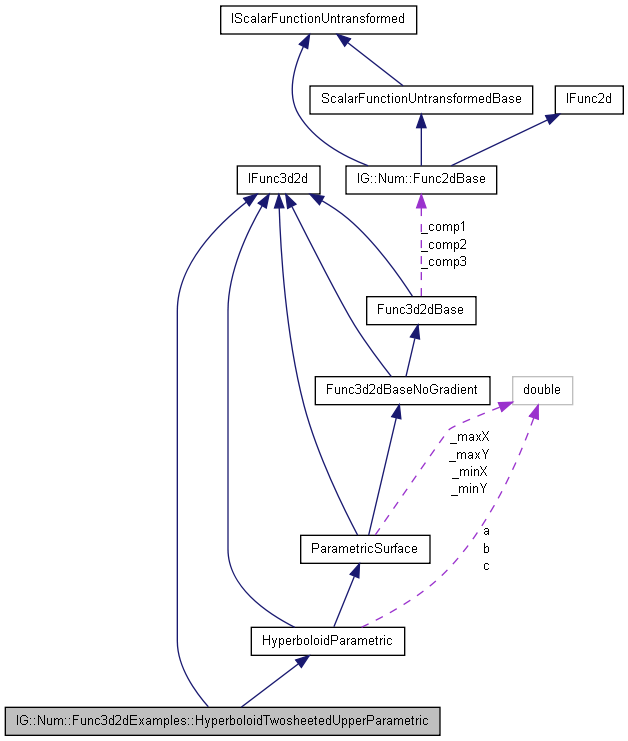 IScalarFunctionUntransformed
ScalarFunctionUntransformedBase
IFunc2d
IFunc3d2d
IG::Num::Func2dBase
_comp1
_comp2
_comp3
Func3d2dBase
Func3d2dBaseNoGradient
double
_maxX
_maxY
_minX
_minY
ParametricSurface
a
b
c
HyperboloidParametric
IG::Num::Func3d2dExamples::HyperboloidTwosheetedUpperParametric